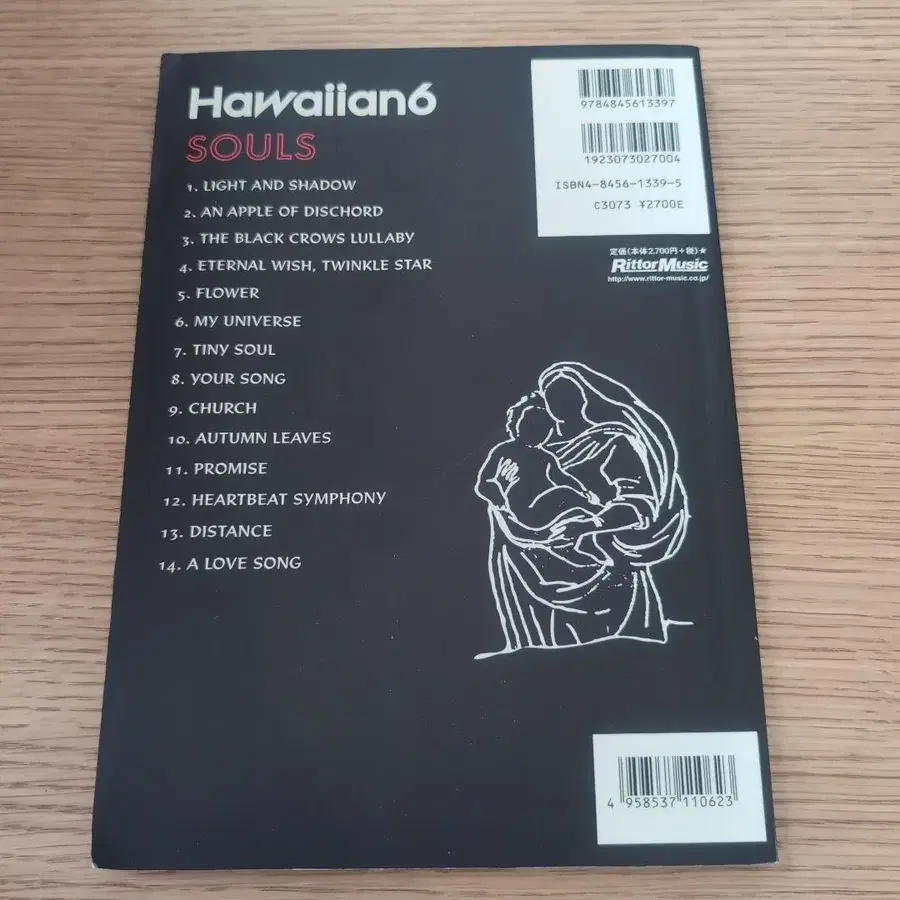 Hawaiian6
SOULS
1. LIGHT AND SHADOW
2. AN APPLE OF DISCHORD
3. THE BLACK CROWS LULLABY
4. ETERNAL WISH, TWINKLE STAR
5. FLOWER
6. MY UNIVERSE
7. TINY SOUL
8. YOUR SONG
9. CHURCH
10. AUTUMN LEAVES
11. PROMISE
12. HEARTBEAT SYMPHONY
13. DISTANCE
14. A LOVE SONG
9784845613397
1923073027004
ISBN4-8456-1339-5
C3073 ¥2700E
定価(本体2,700円+税)★
RittorMusic
http://www.rittor-music.co.jp/
4 958537 110623